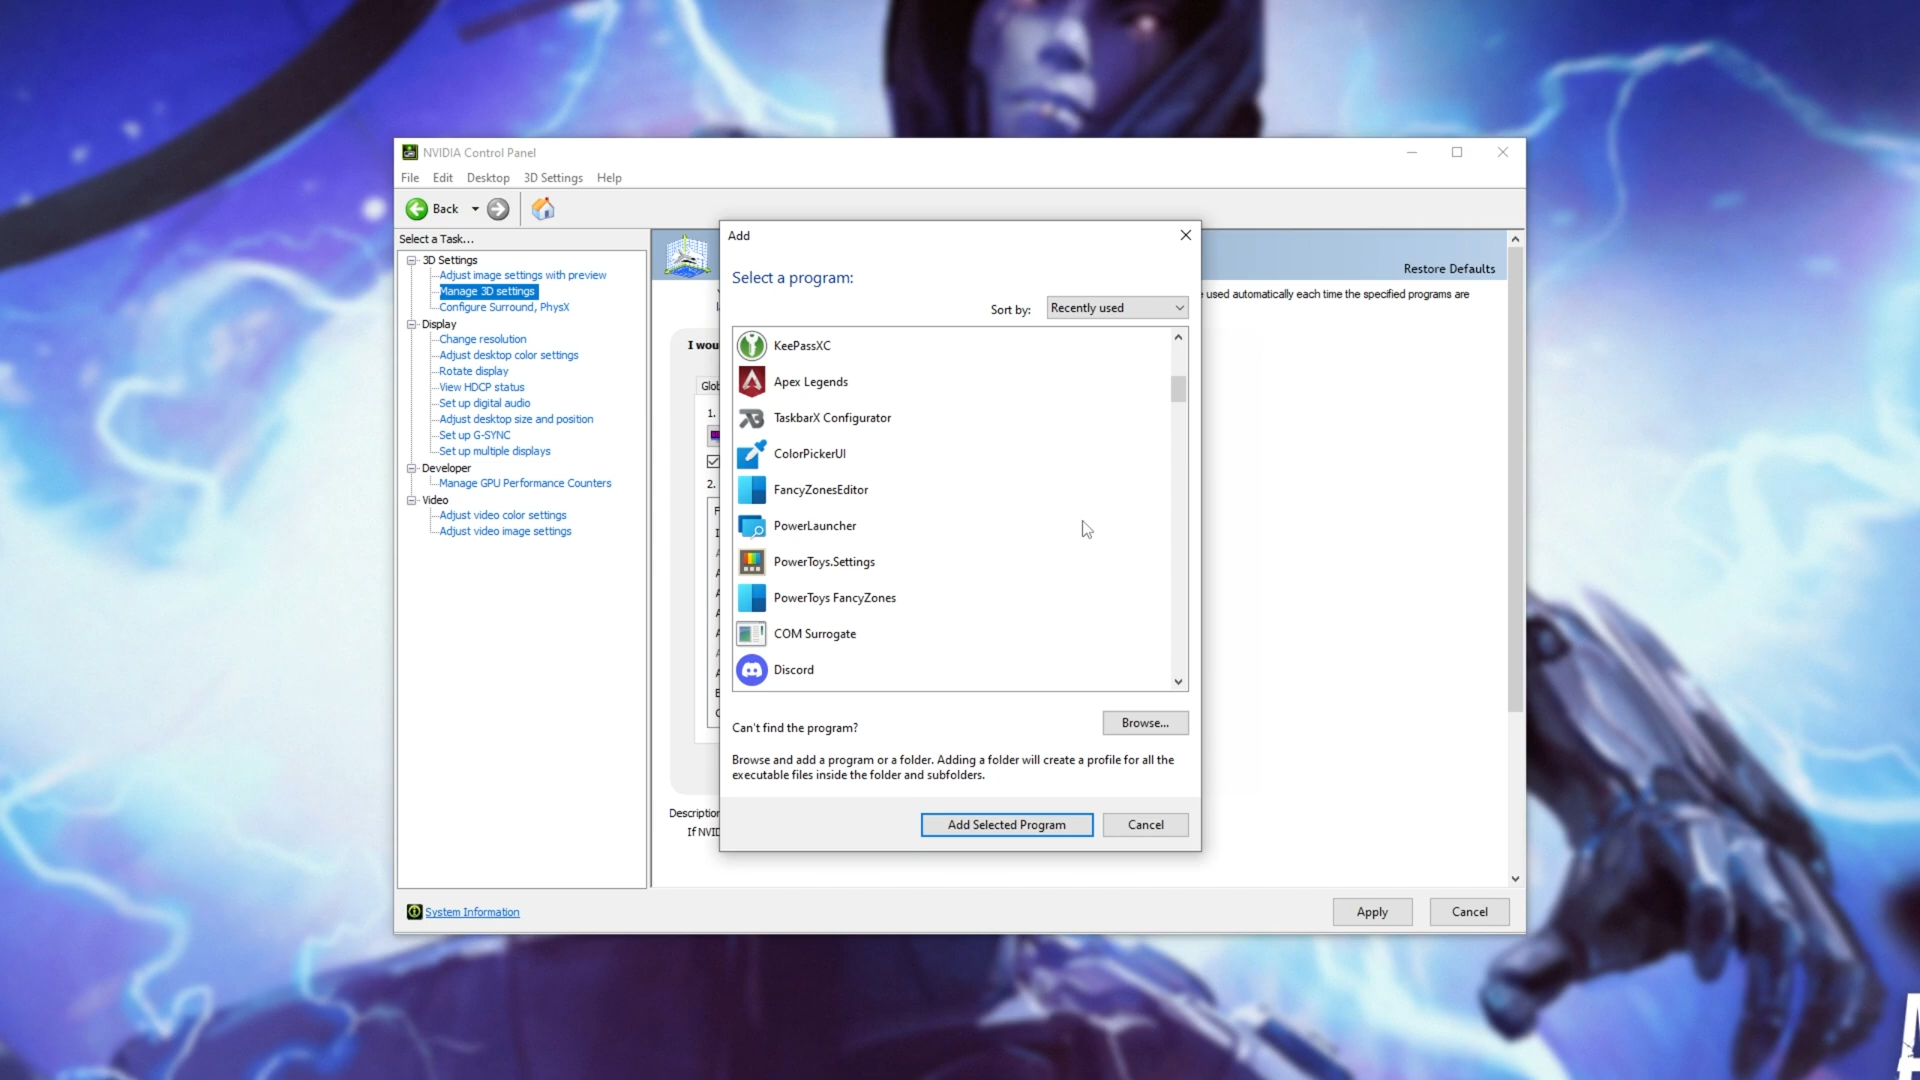 NVIDIA Control Panel
File Edit Desktop 3D Settings Help
Back
Select a Task...
3D Settings
Adjust image settings with preview
Manage 3D settings
Configure Surround, PhysX
Display
Change resolution
Adjust desktop color settings
Rotate display
View HDCP status
Set up digital audio
Adjust desktop size and position
Set up G-SYNC
Set up multiple displays
Developer
Manage GPU Performance Counters
Video
Adjust video color settings
Adjust video image settings
System Information
Restore Defaults
used automatically each time the specified programs are
I wou
Glob
1.
2.
Description
If NVID
Add
Select a program:
Sort by: Recently used
KeePassXC
Apex Legends
TaskbarX Configurator
ColorPickerUI
FancyZonesEditor
PowerLauncher
PowerToys.Settings
PowerToys FancyZones
COM Surrogate
Discord
Can't find the program? Browse...
Browse and add a program or a folder. Adding a folder will create a profile for all the
executable files inside the folder and subfolders.
Add Selected Program Cancel
Apply Cancel